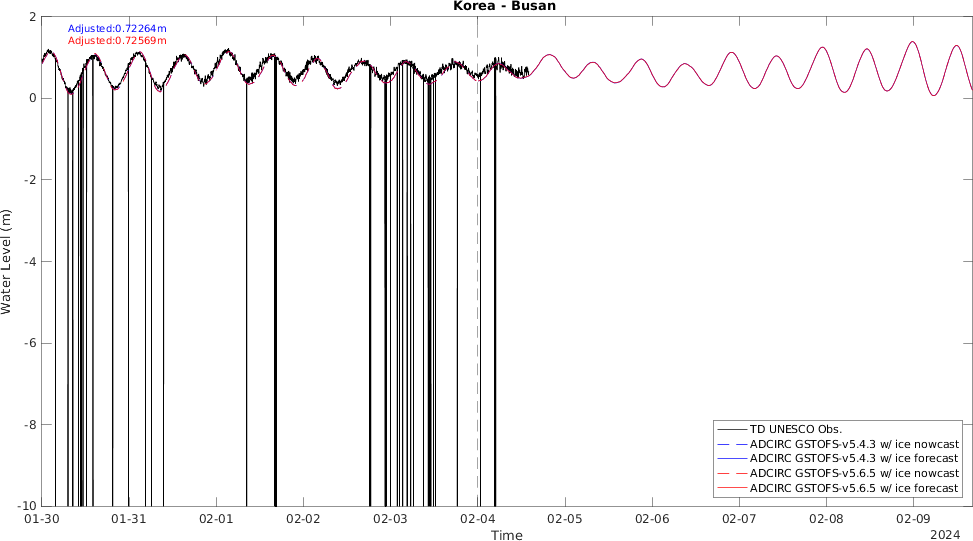 Korea - Busan
Adjusted:0.72264m
Adjusted:0.72569m
2
0
-2
-4
-6
-8
-10
Water Level (m)
TD UNESCO Obs.
ADCIRC GSTOFS-v5.4.3 w/ ice nowcast
ADCIRC GSTOFS-v5.4.3 w/ ice forecast
ADCIRC GSTOFS-v5.6.5 w/ ice nowcast
ADCIRC GSTOFS-v5.6.5 w/ ice forecast
01-30 01-31 02-01 02-02 02-03 02-04 02-05 02-06 02-07 02-08 02-09
Time
2024